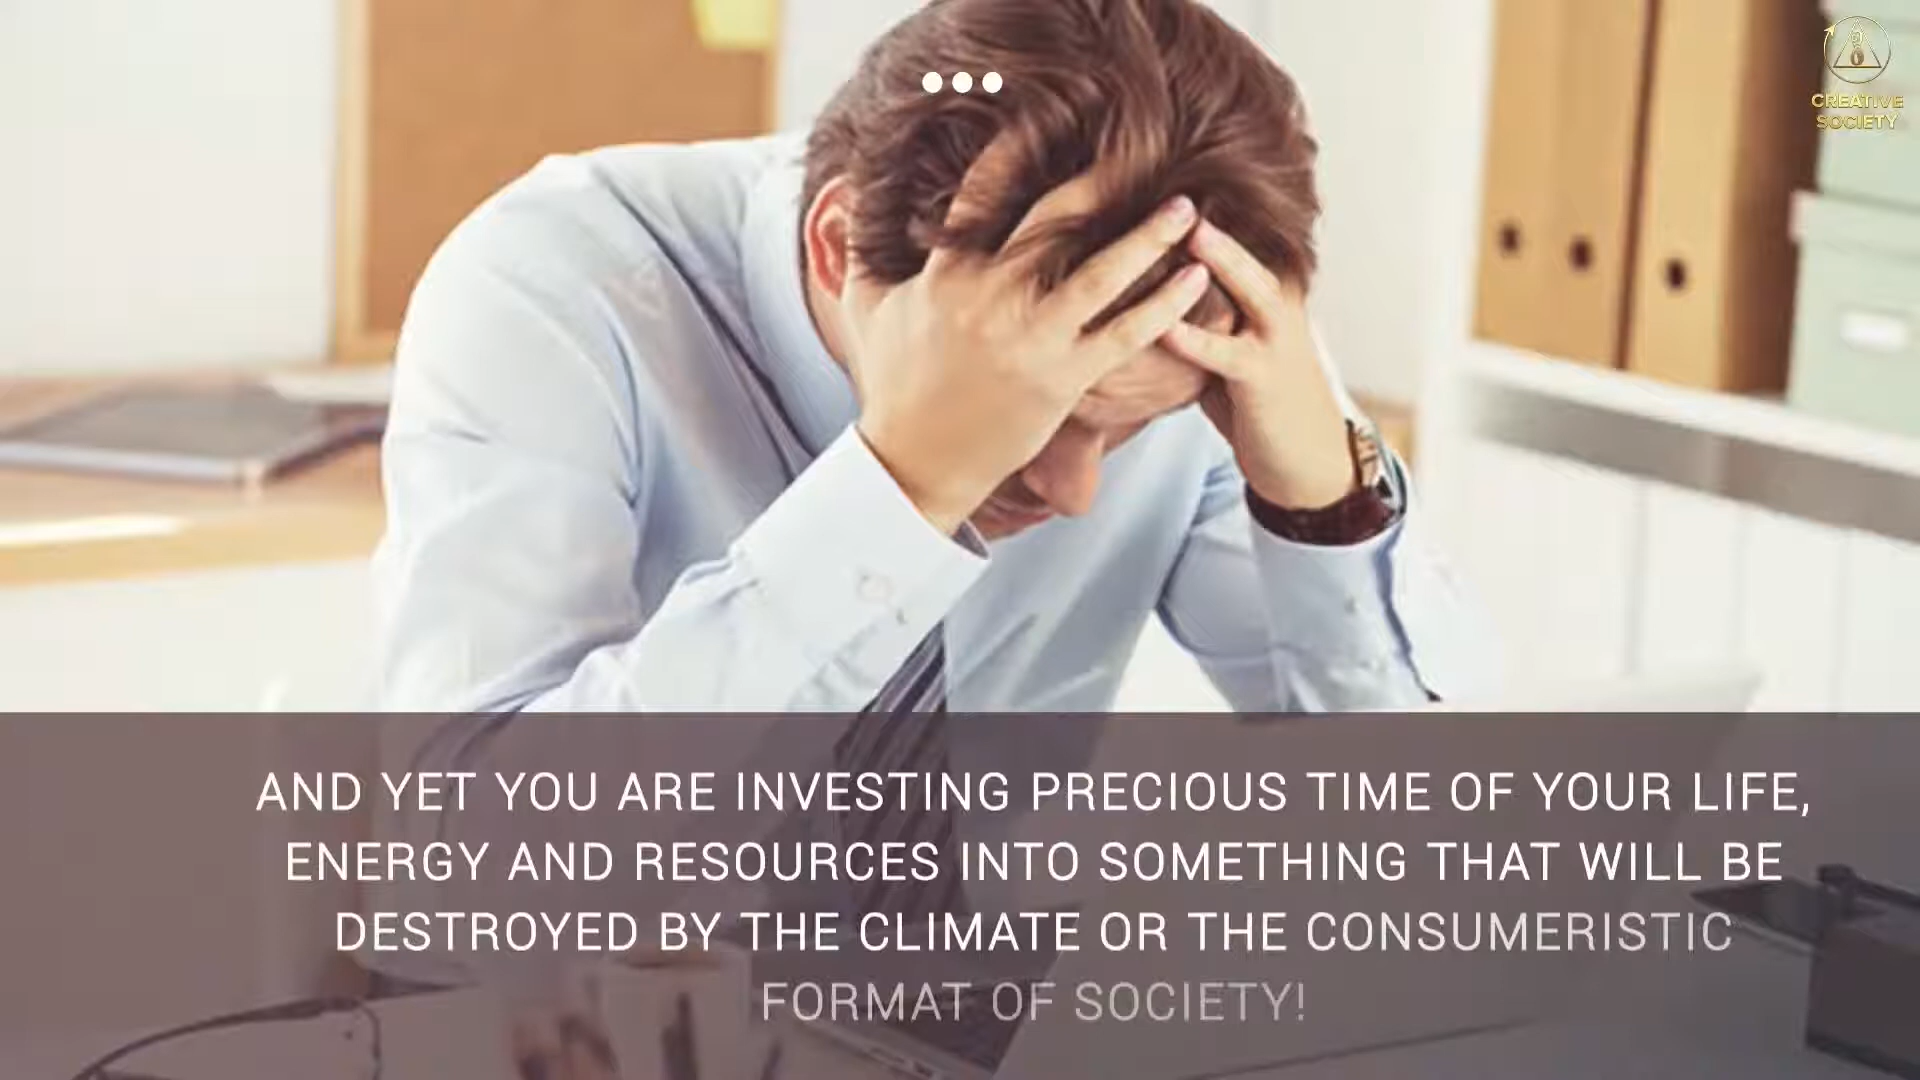 CREATIVE
SOCIETY
AND YET YOU ARE INVESTING PRECIOUS TIME OF YOUR LIFE,
ENERGY AND RESOURCES INTO SOMETHING THAT WILL BE
DESTROYED BY THE CLIMATE OR THE CONSUMERISTIC
FORMAT OF SOCIETY!